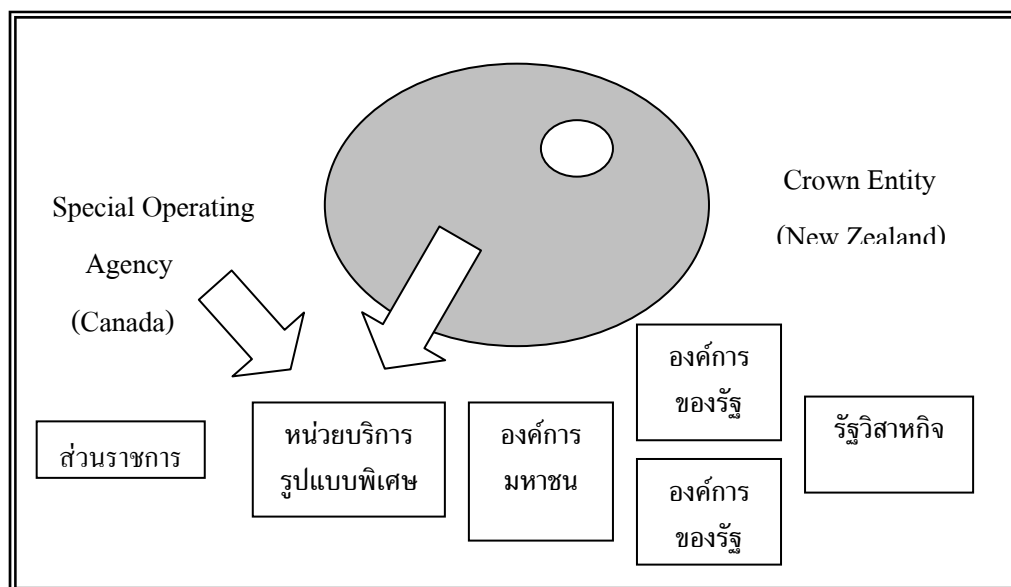 Special Operating
Agency
(Canada)
Crown Entity
(New Zealand)
ส่วนราชการ
หน่วยบริการ
รูปแบบพิเศษ
องค์การ
มหาชน
องค์การ
ของรัฐ
องค์การ
ของรัฐ
รัฐวิสาหกิจ